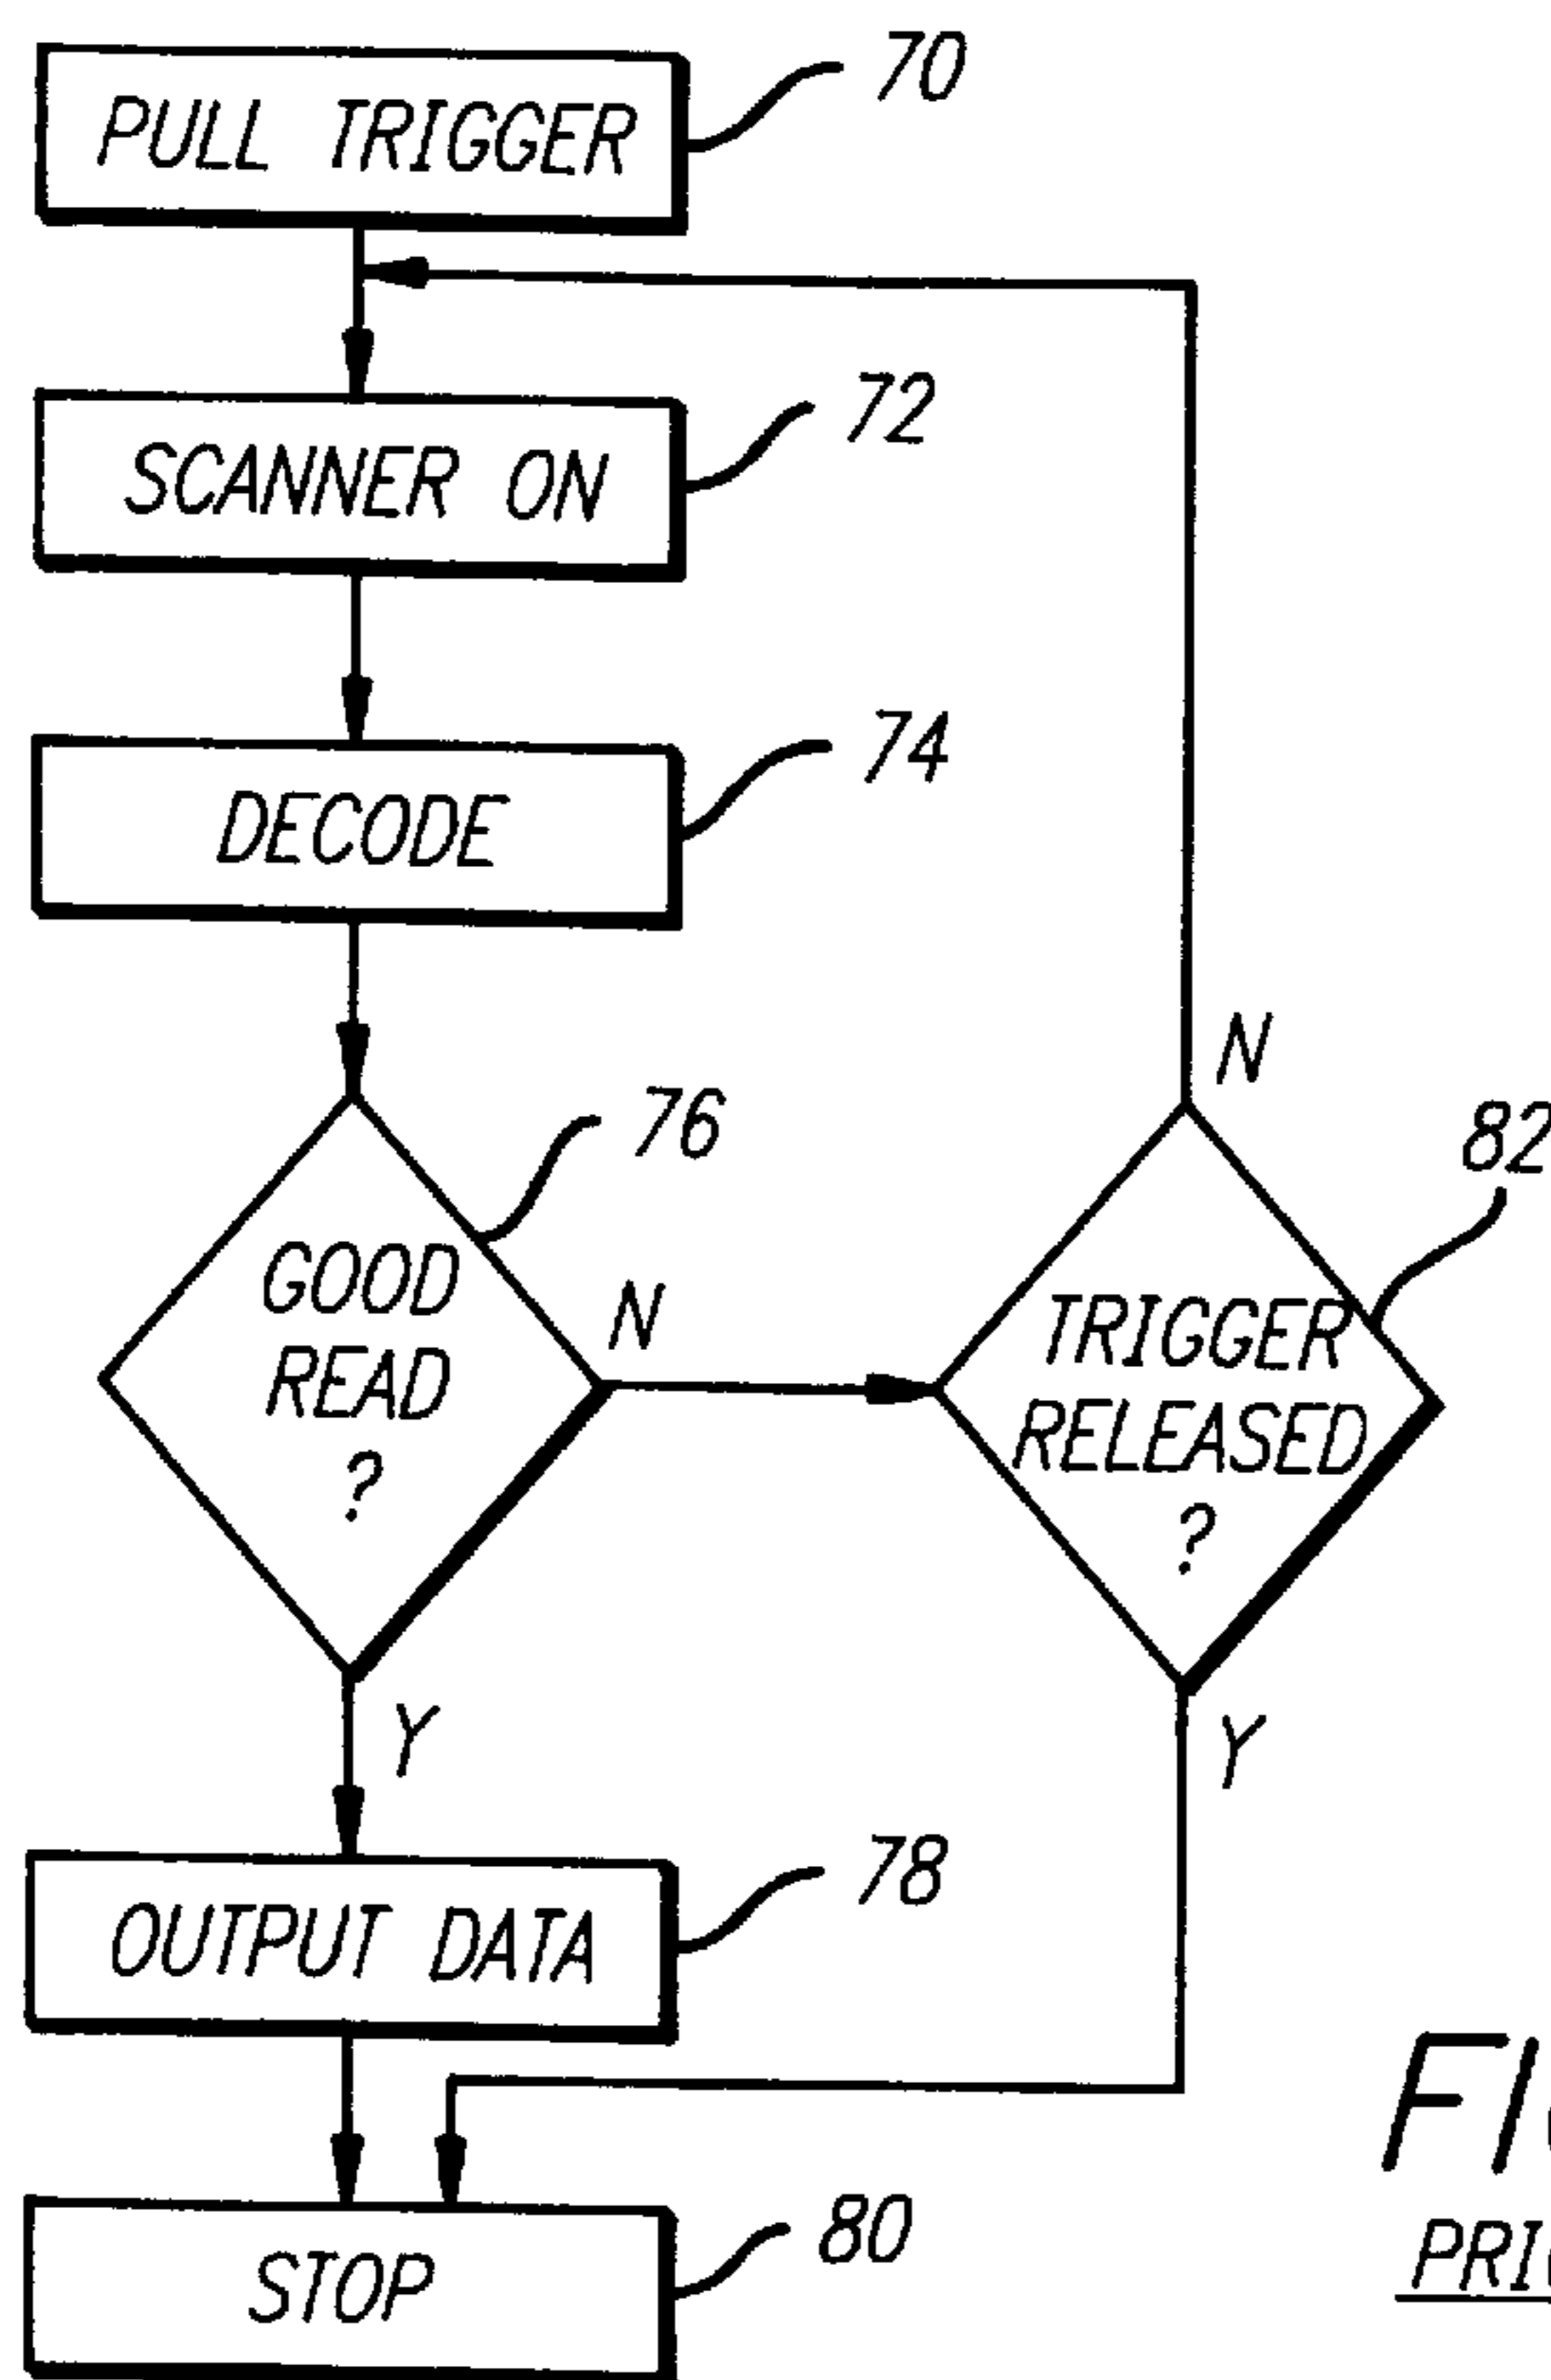 PULL TRIGGER
70
SCANNER ON
72
DECODE
74
76
GOOD
READ
?
N
Y
N
82
TRIGGER
RELEASED
?
Y
OUTPUT DATA
78
STOP
80